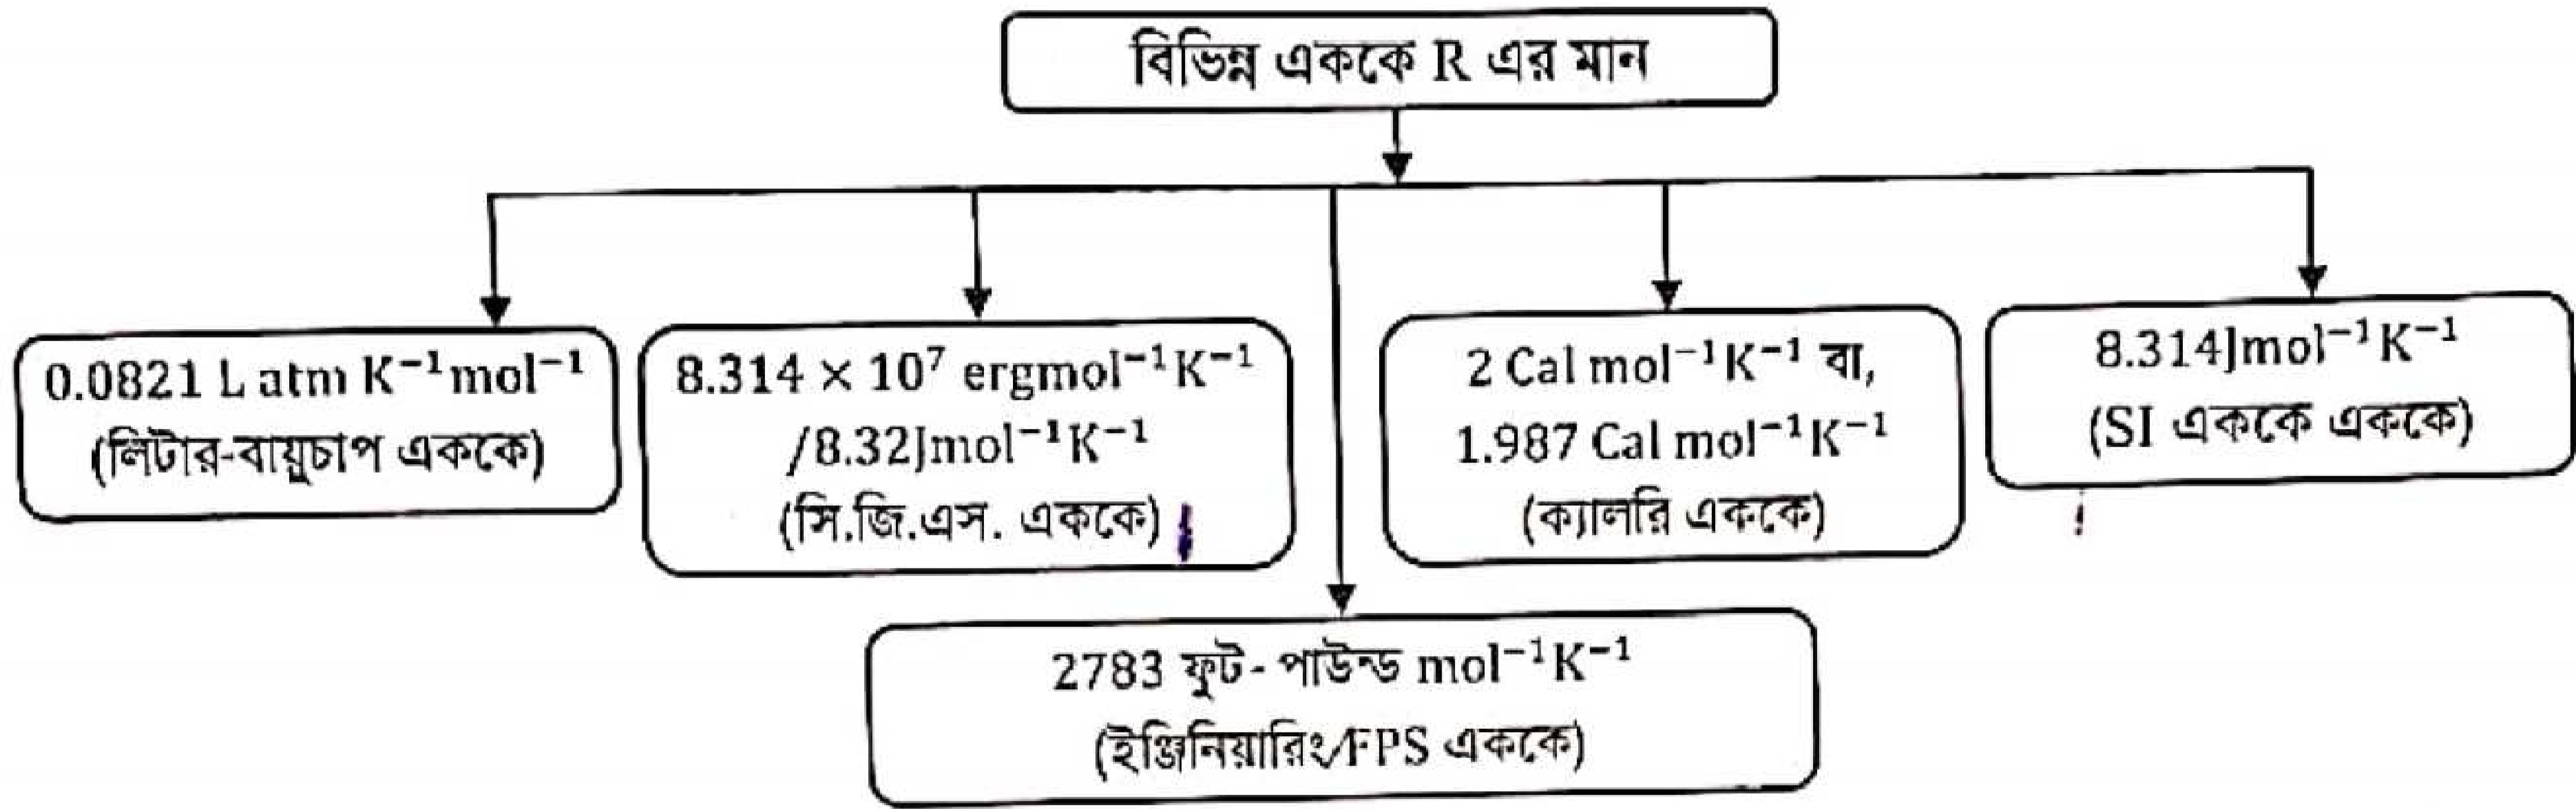 বিভিন্ন এককে R এর মান
0.0821 L atm K⁻¹mol⁻¹
(লিটার-বায়ুচাপ এককে)
8.314 × 10⁷ ergmol⁻¹K⁻¹
/8.32Jmol⁻¹K⁻¹
(সি.জি.এস. এককে)
2 Cal mol⁻¹K⁻¹ বা,
1.987 Cal mol⁻¹K⁻¹
(ক্যালরি এককে)
8.314Jmol⁻¹K⁻¹
(SI এককে এককে)
2783 ফুট- পাউন্ড mol⁻¹K⁻¹
(ইঞ্জিনিয়ারিং/FPS এককে)